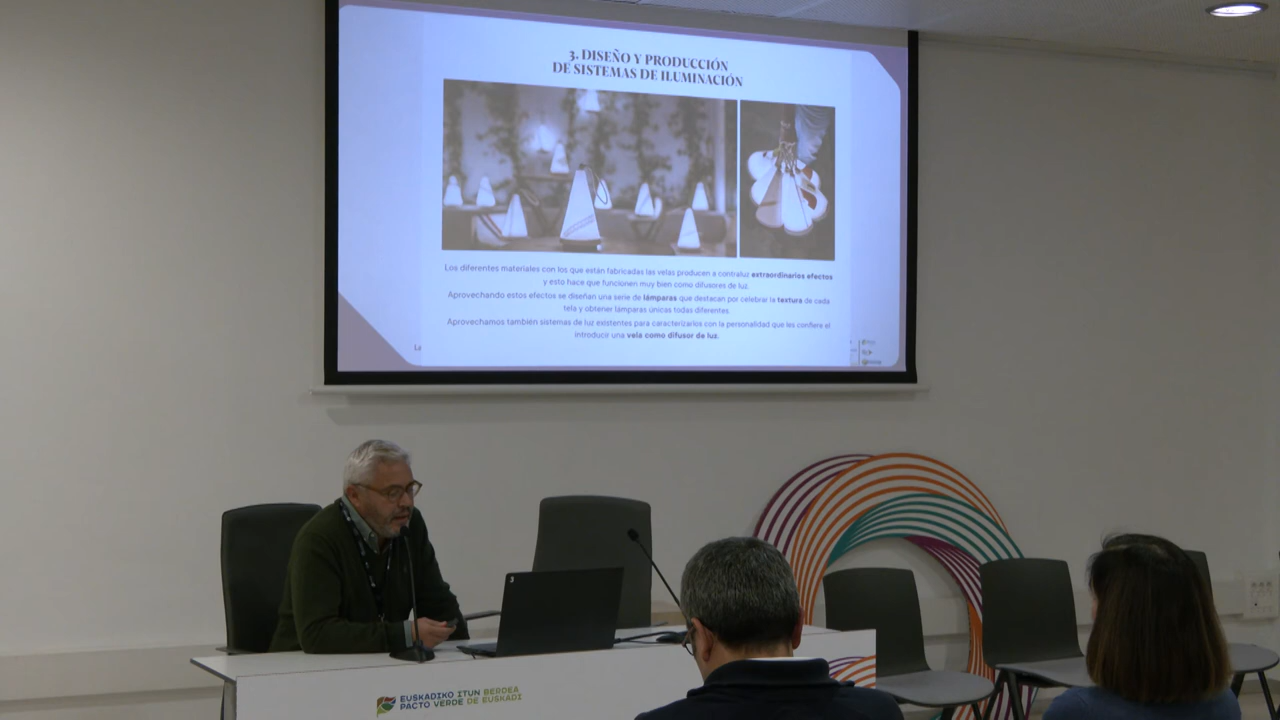 3. DISEÑO Y PRODUCCIÓN
DE SISTEMAS DE ILUMINACIÓN
Los diferentes materiales con los que están fabricadas las velas producen a contraluz extraordinarios efectos
y esto hace que funcionen muy bien como difusores de luz.
Aprovechando estos efectos se diseñan una serie de lámparas que destacan por celebrar la textura de cada
tela y obtener lámparas únicas todas diferentes.
Aprovechamos también sistemas de luz existentes para caracterizarlos con la personalidad que les confiere el
introducir una vela como difusor de luz.
La
3
EUSKADIKO ITUN BERDEA
PACTO VERDE DE EUSKADI